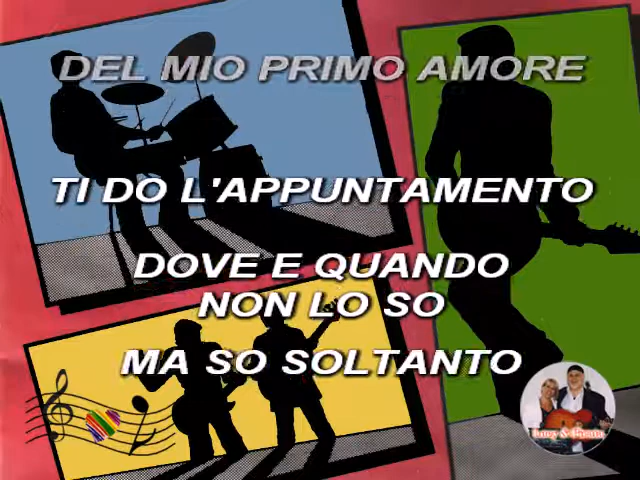 DEL MIO PRIMO AMORE
TI DO L'APPUNTAMENTO
DOVE E QUANDO
NON LO SO
MA SO SOLTANTO